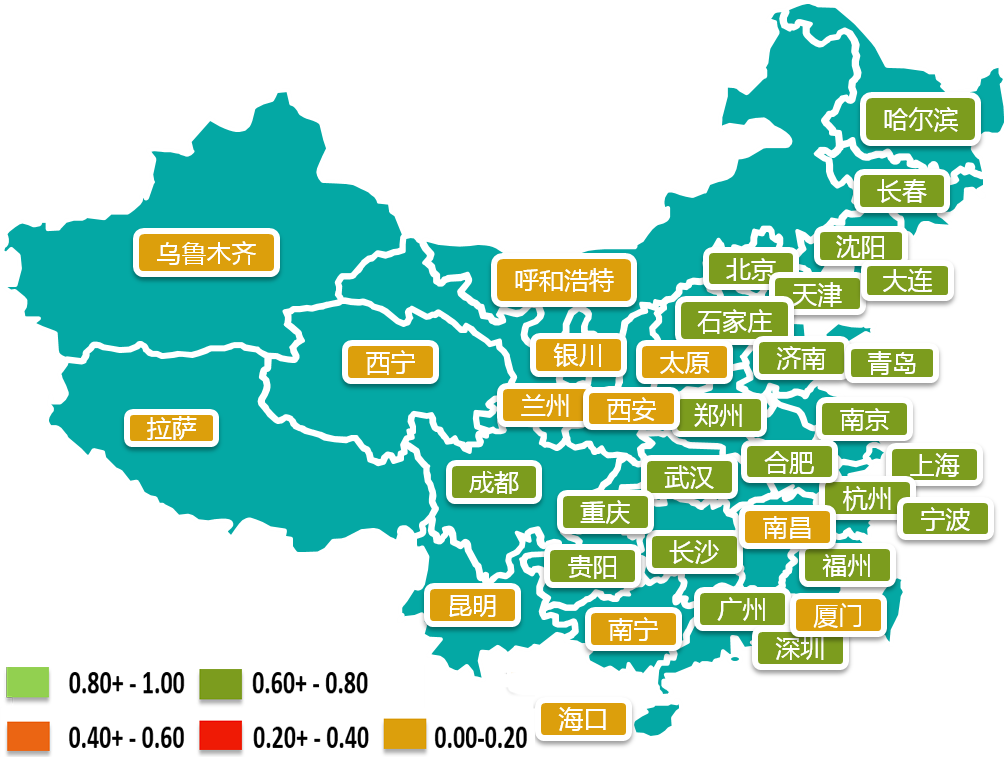 哈尔滨
长春
沈阳
乌鲁木齐
北京
大连
呼和浩特
天津
石家庄
银川
太原
济南
青岛
西宁
兰州
西安
郑州
南京
拉萨
合肥
上海
成都
武汉
杭州
重庆
南昌
宁波
长沙
贵阳
福州
昆明
广州
厦门
南宁
深圳
0.80+ - 1.00
0.60+ - 0.80
海口
0.40+ - 0.60
0.20+ - 0.40
0.00-0.20